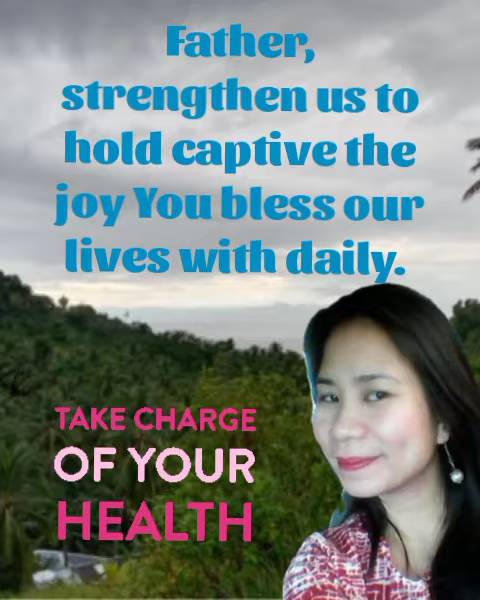 Father,
strengthen us to
hold captive the
joy You bless our
lives with daily.
TAKE CHARGE
OF YOUR
HEALTH